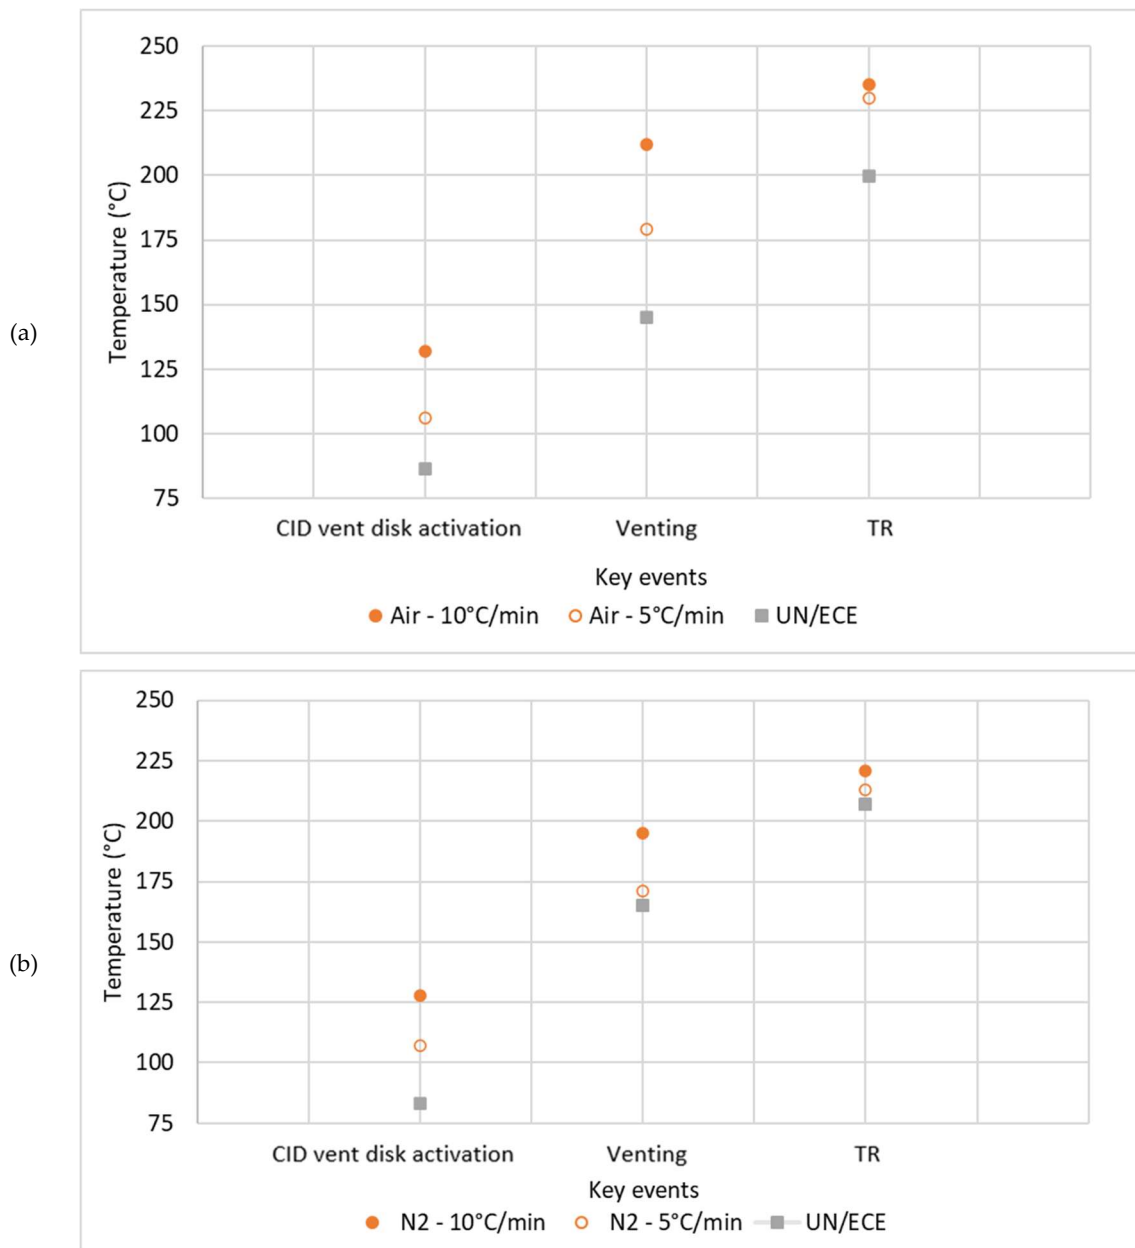 (a)
Temperature (°C)
250
225
200
175
150
125
100
75
CID vent disk activation Venting TR
Key events
Air - 10°C/min Air - 5°C/min UN/ECE
(b)
Temperature (°C)
250
225
200
175
150
125
100
75
CID vent disk activation Venting TR
Key events
N2 - 10°C/min N2 - 5°C/min UN/ECE